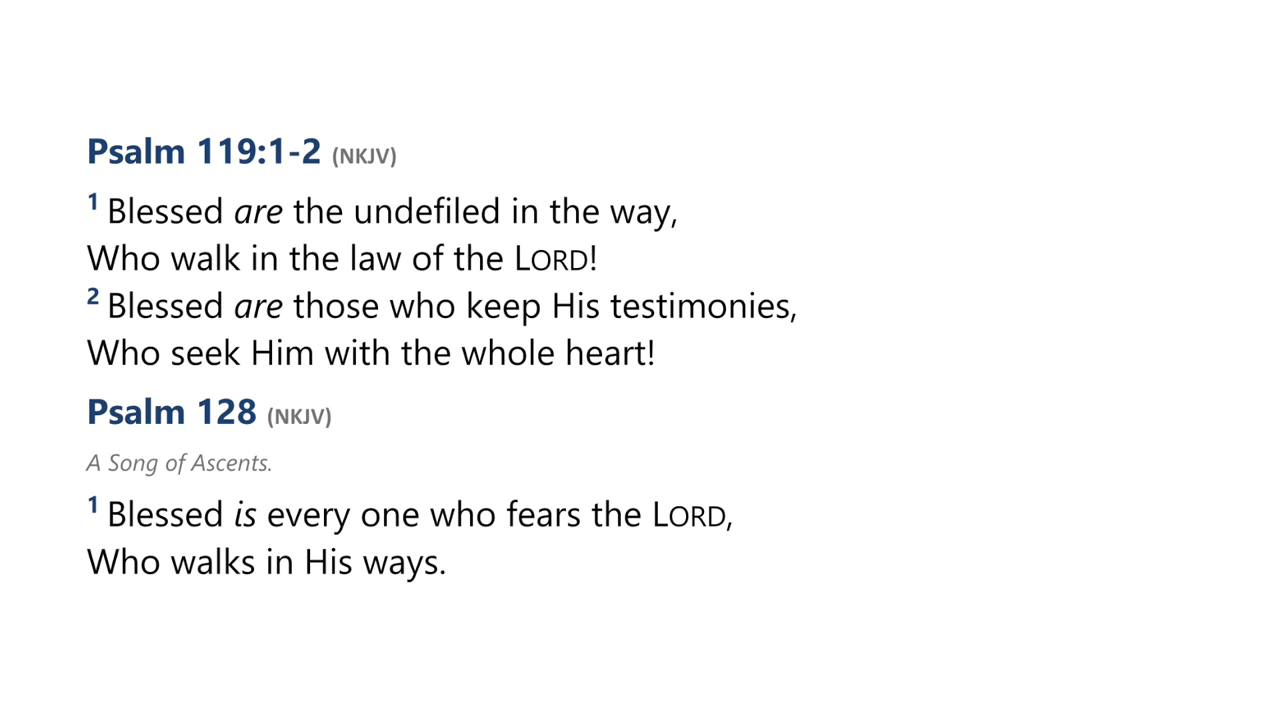 Psalm 119:1-2 (NKJV)
1 Blessed are the undefiled in the way,
Who walk in the law of the LORD!
2 Blessed are those who keep His testimonies,
Who seek Him with the whole heart!
Psalm 128 (NKJV)
A Song of Ascents.
1 Blessed is every one who fears the LORD,
Who walks in His ways.